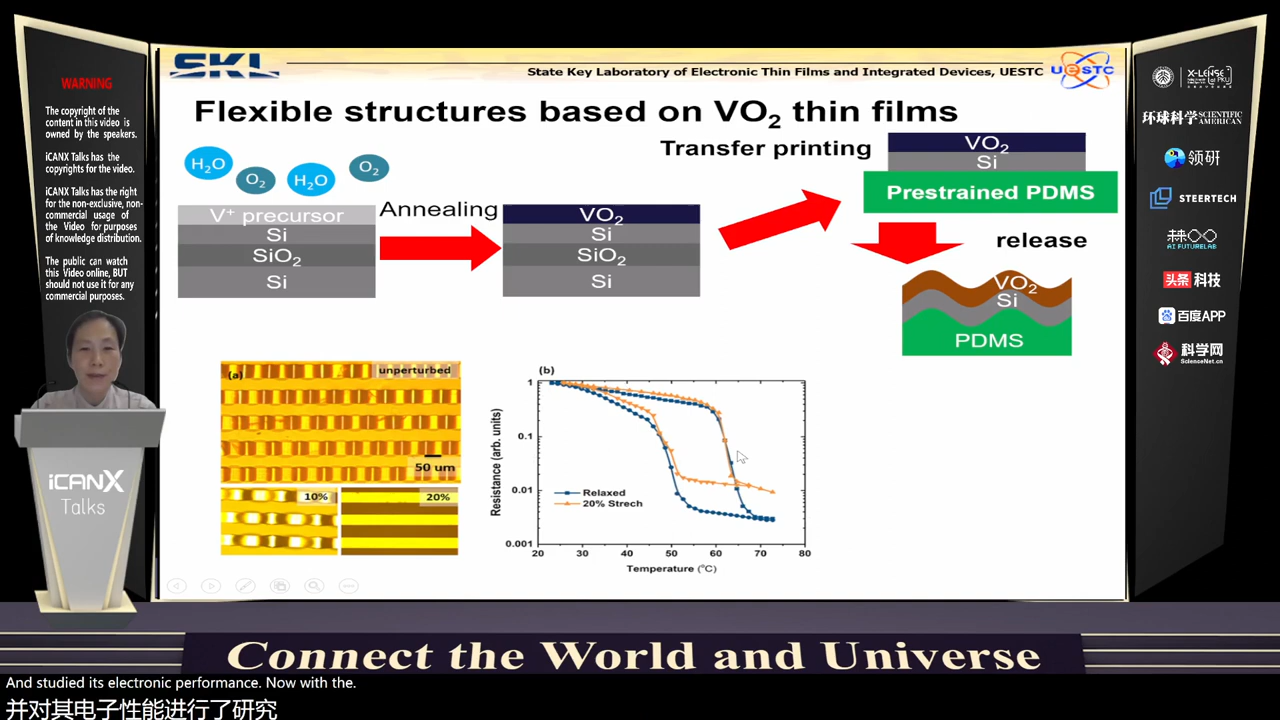 WARNING
The copyright of the
content in this video is
owned by the speakers.
iCANX Talks has the
copyrights for the video.
iCANX Talks has the right
for the non-exclusive, non-
commercial usage of
the Video for purposes
of knowledge distribution.
The public can watch
this Video online, BUT
should not use it for any
commercial purposes.
iCANX
Talks
SKL
State Key Laboratory of Electronic Thin Films and Integrated Devices, UESTC
UESTC
Flexible structures based on VO2 thin films
H2O
O2
H2O
O2
V+ precursor
Si
SiO2
Si
Annealing
VO2
Si
SiO2
Si
Transfer printing
VO2
Si
Prestrained PDMS
release
VO2
Si
PDMS
(a)
unperturbed
50 um
10%
20%
(b)
Resistance (arb. units)
1
0.1
0.01
0.001
Relaxed
20% Strech
20 30 40 50 60 70 80
Temperature (°C)
X-LENSE
环球科学 SCIENTIFIC AMERICAN
领研
STEERTECH
AI FUTURELAB
头条 科技
百度APP
科学网
ScienceNet.cn
Connect the World and Universe
And studied its electronic performance. Now with the.
并对其电子性能进行了研究